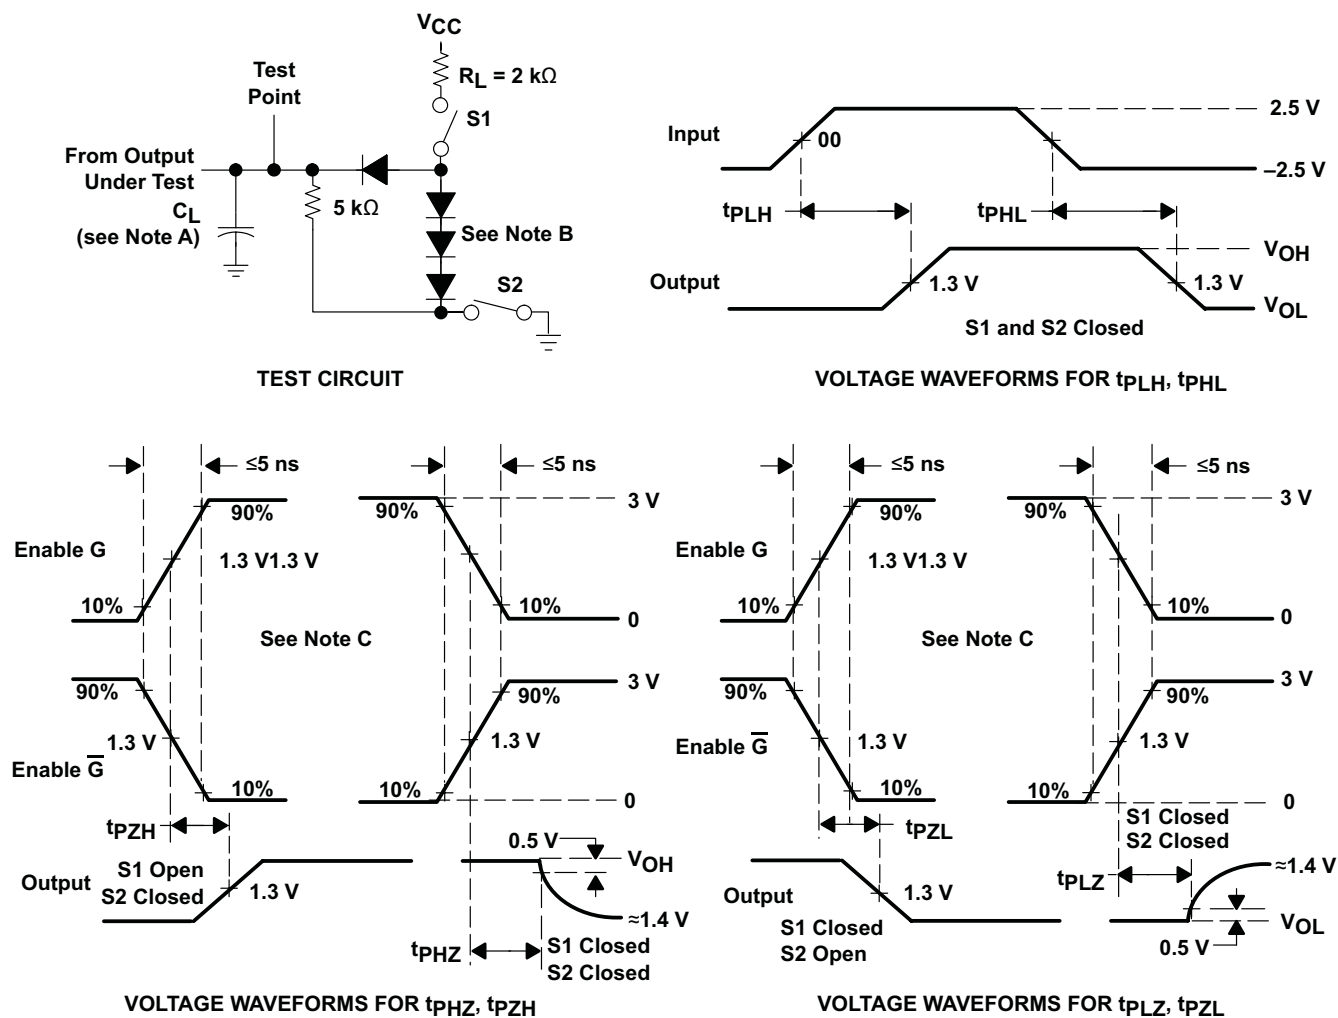 VCC
RL = 2 kΩ
Test
Point
S1
From Output
Under Test
CL
(see Note A)
5 kΩ
See Note B
S2
TEST CIRCUIT
Input
00
2.5 V
–2.5 V
tPLH
tPHL
Output
1.3 V
1.3 V
VOH
VOL
S1 and S2 Closed
VOLTAGE WAVEFORMS FOR tPLH, tPHL
≤5 ns
≤5 ns
Enable G
90%
90%
3 V
1.3 V1.3 V
10%
10%
0
See Note C
Enable G̅
90%
90%
3 V
1.3 V
1.3 V
10%
10%
0
tPZH
Output
S1 Open
S2 Closed
1.3 V
0.5 V
VOH
≈1.4 V
tPHZ
S1 Closed
S2 Closed
VOLTAGE WAVEFORMS FOR tPHZ, tPZH
≤5 ns
≤5 ns
Enable G
90%
90%
3 V
1.3 V1.3 V
10%
10%
0
See Note C
Enable G̅
90%
90%
3 V
1.3 V
1.3 V
10%
10%
0
tPZL
Output
1.3 V
S1 Closed
S2 Open
S1 Closed
S2 Closed
tPLZ
≈1.4 V
VOL
0.5 V
VOLTAGE WAVEFORMS FOR tPLZ, tPZL